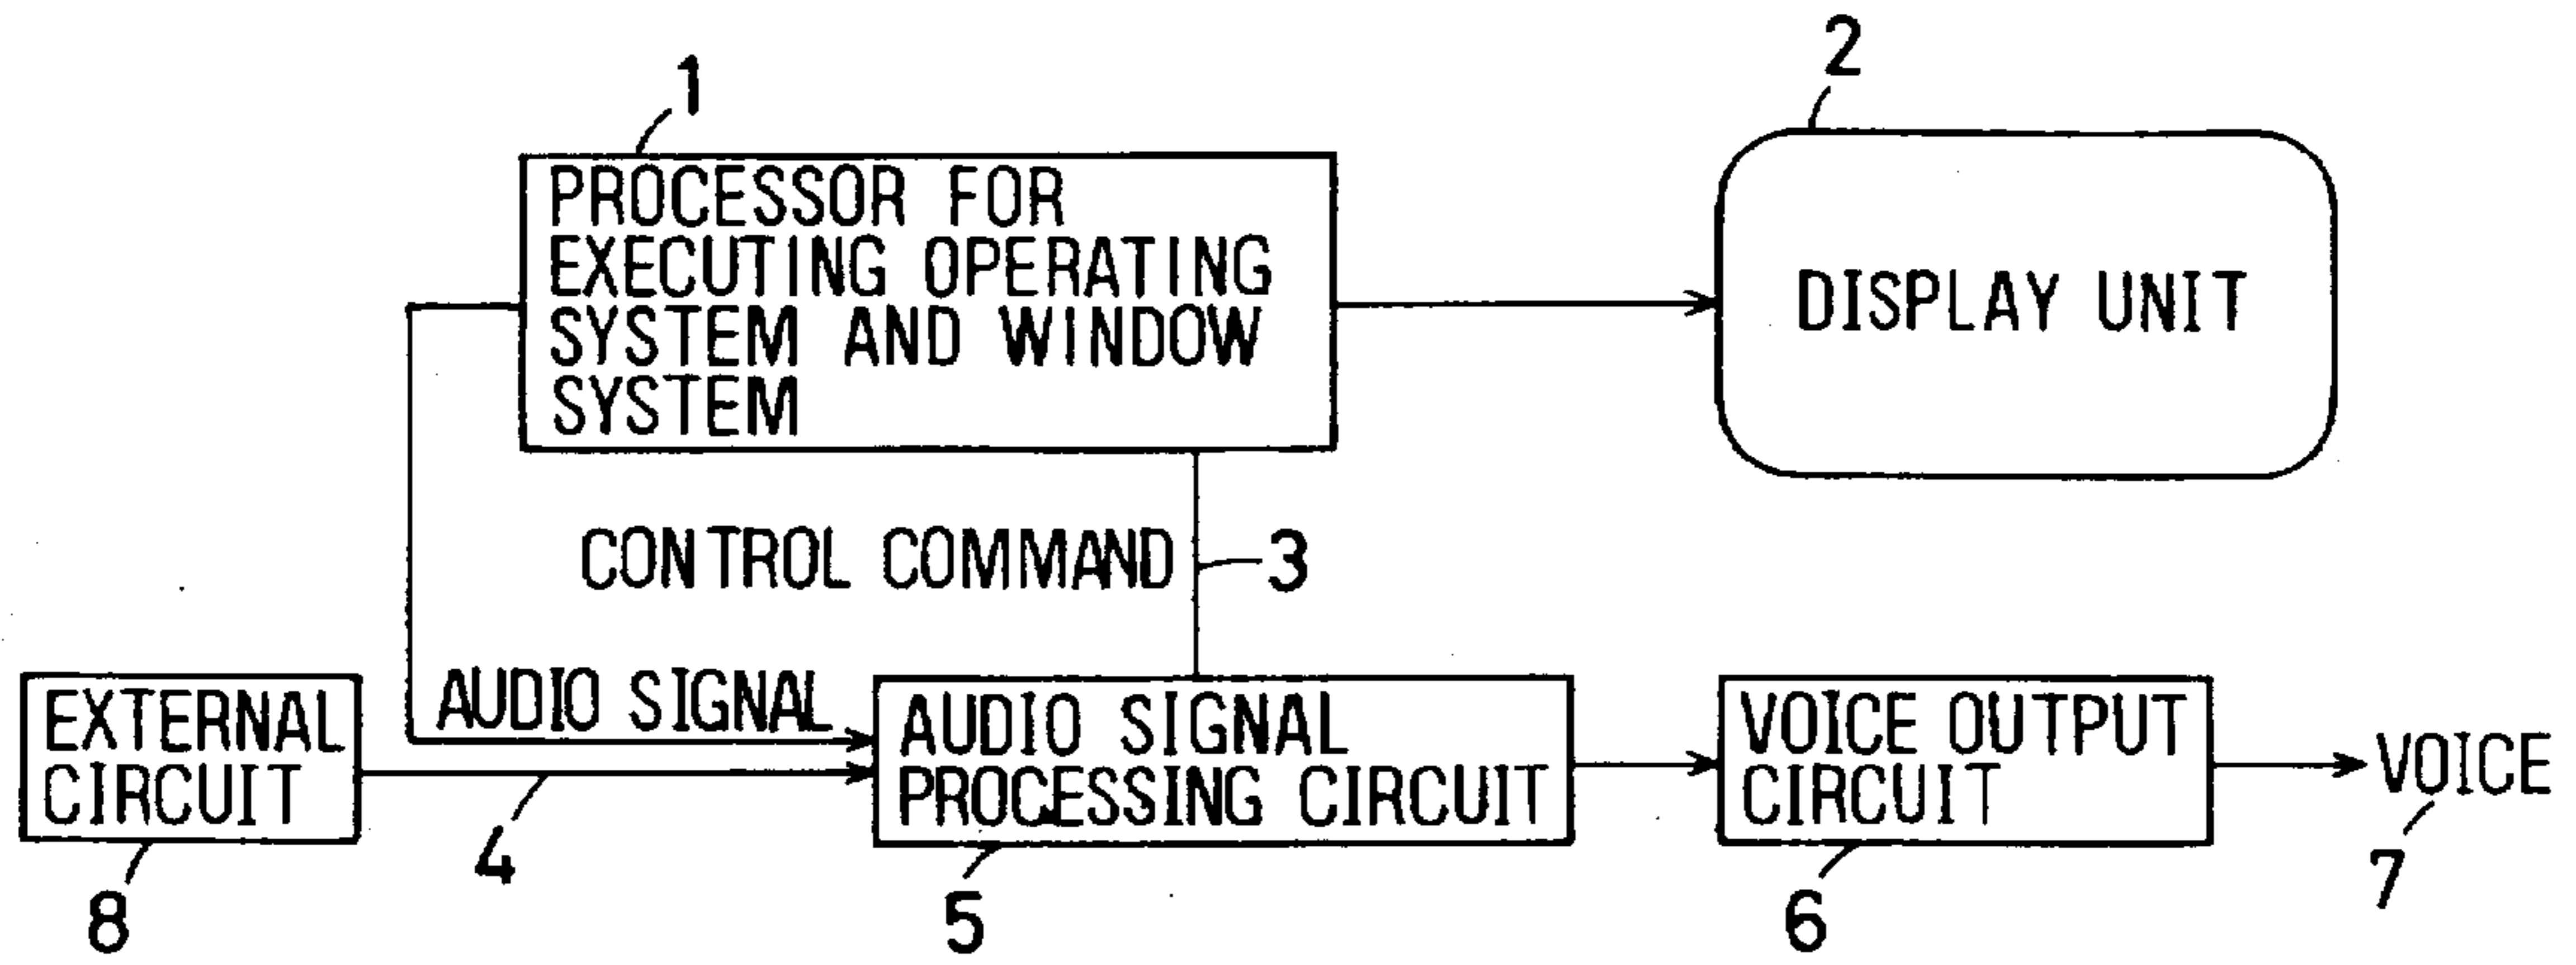 1
2
PROCESSOR FOR
EXECUTING OPERATING
SYSTEM AND WINDOW
SYSTEM
DISPLAY UNIT
CONTROL COMMAND
3
AUDIO SIGNAL
EXTERNAL
CIRCUIT
AUDIO SIGNAL
PROCESSING CIRCUIT
VOICE OUTPUT
CIRCUIT
VOICE
4
8
5
6
7